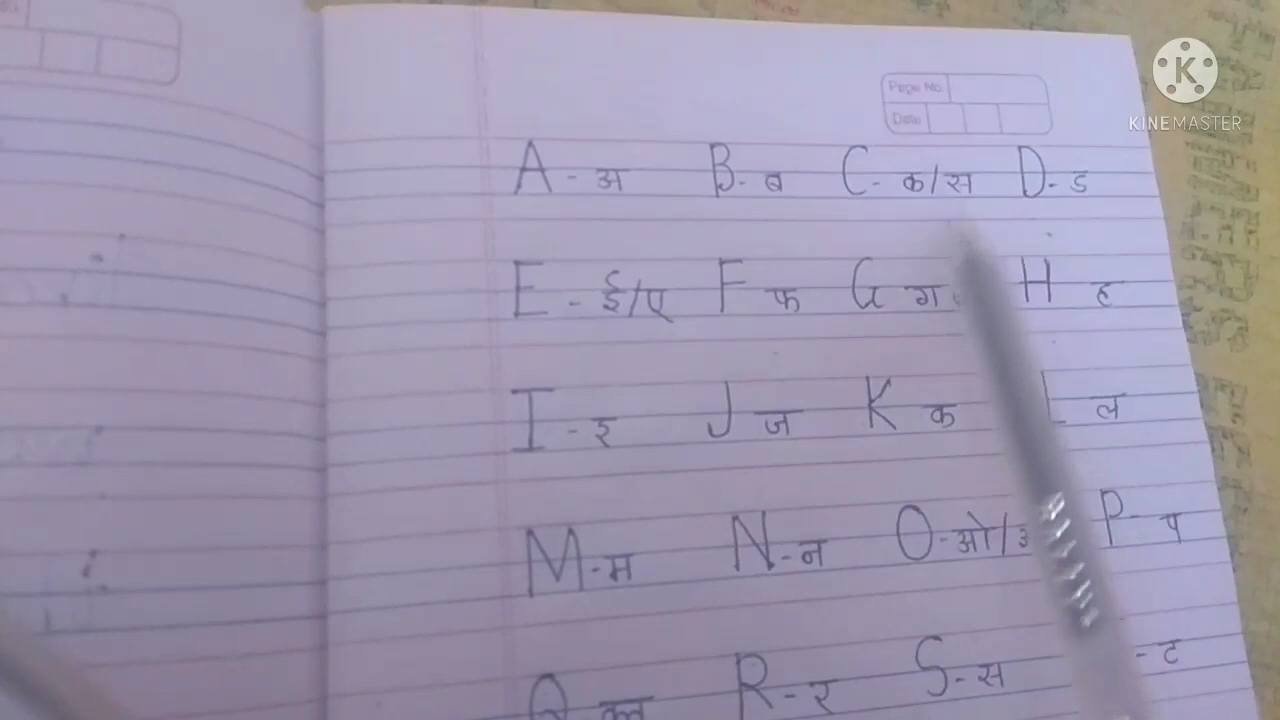 KINEMASTER
Page No.
Date
A - अ B - ब C - क/स D - ड
E - ई/ए F फ G ग H ह
I - इ J ज K क L ल
M - म N - न O - ओ/ P - प
Q R - र S - स - ट